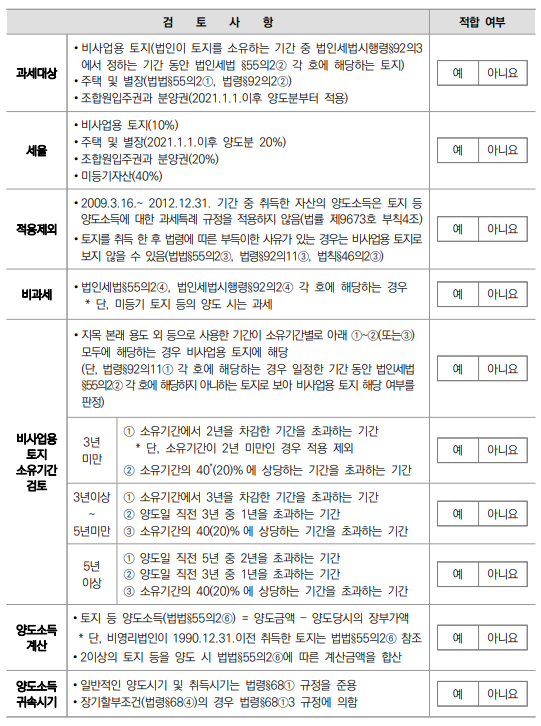 검 토 사 항 적합 여부
과세대상
• 비사업용 토지(법인이 토지를 소유하는 기간 중 법인세법시행령§92의3
에서 정하는 기간 동안 법인세법 §55의2② 각 호에 해당하는 토지)
• 주택 및 별장(법법§55의2①, 법령§92의2②)
• 조합원입주권과 분양권(2021.1.1.이후 양도분부터 적용)
예 아니요
세율
• 비사업용 토지(10%)
• 주택 및 별장(2021.1.1.이후 양도분 20%)
• 조합원입주권과 분양권(20%)
• 미등기자산(40%)
예 아니요
적용제외
• 2009.3.16.~ 2012.12.31. 기간 중 취득한 자산의 양도소득은 토지 등
양도소득에 대한 과세특례 규정을 적용하지 않음(법률 제9673호 부칙4조)
• 토지를 취득 한 후 법령에 따른 부득이한 사유가 있는 경우는 비사업용 토지로
보지 않을 수 있음(법법§55의2③, 법령§92의11③, 법칙§46의2③)
예 아니요
비과세
• 법인세법§55의2④, 법인세법시행령§92의2④ 각 호에 해당하는 경우
* 단, 미등기 토지 등의 양도 시는 과세
예 아니요
비사업용
토지
소유기간
검토
• 지목 본래 용도 외 등으로 사용한 기간이 소유기간별로 아래 ①~②(또는③)
모두에 해당하는 경우 비사업용 토지에 해당
(단, 법령§92의11① 각 호에 해당하는 경우 일정한 기간 동안 법인세법
§55의2② 각 호에 해당하지 아니하는 토지로 보아 비사업용 토지 해당 여부를
판정)
예 아니요
3년
미만
① 소유기간에서 2년을 차감한 기간을 초과하는 기간
* 단, 소유기간이 2년 미만인 경우 적용 제외
② 소유기간의 40*(20)% 에 상당하는 기간을 초과하는 기간
예 아니요
3년이상
~
5년미만
① 소유기간에서 3년을 차감한 기간을 초과하는 기간
② 양도일 직전 3년 중 1년을 초과하는 기간
③ 소유기간의 40(20)% 에 상당하는 기간을 초과하는 기간
예 아니요
5년
이상
① 양도일 직전 5년 중 2년을 초과하는 기간
② 양도일 직전 3년 중 1년을 초과하는 기간
③ 소유기간의 40(20)% 에 상당하는 기간을 초과하는 기간
예 아니요
양도소득
계산
• 토지 등 양도소득(법법§55의2⑥) = 양도금액 - 양도당시의 장부가액
* 단, 비영리법인이 1990.12.31.이전 취득한 토지는 법법§55의2⑥ 참조
• 2이상의 토지 등을 양도 시 법법§55의2⑥에 따른 계산금액을 합산
예 아니요
양도소득
귀속시기
• 일반적인 양도시기 및 취득시기는 법령§68① 규정을 준용
• 장기할부조건(법령§68④)의 경우 법령§68①3 규정에 의함
예 아니요